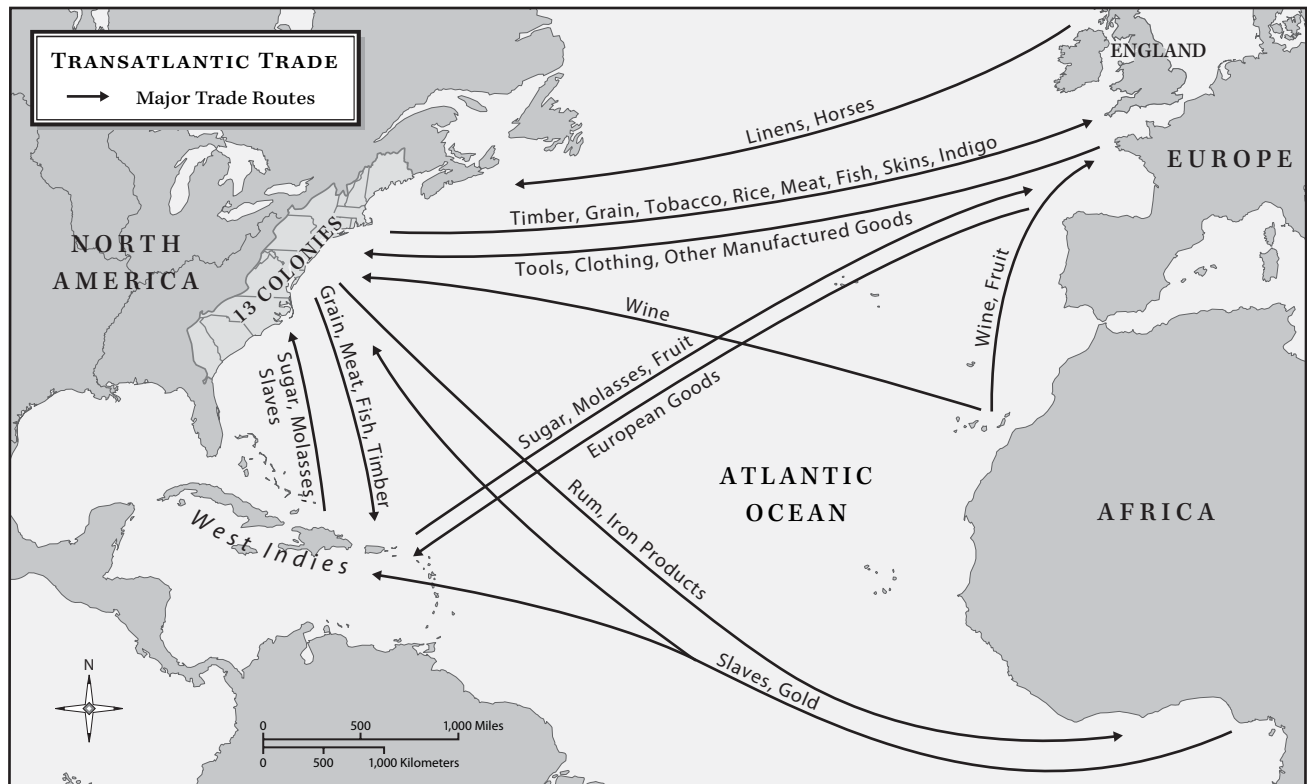 TRANSATLANTIC TRADE
Major Trade Routes
ENGLAND
EUROPE
Linens, Horses
Timber, Grain, Tobacco, Rice, Meat, Fish, Skins, Indigo
Tools, Clothing, Other Manufactured Goods
NORTH
AMERICA
13 COLONIES
Wine
Wine, Fruit
Sugar, Molasses,
Slaves
Grain, Meat, Fish, Timber
Sugar, Molasses, Fruit
European Goods
ATLANTIC
OCEAN
AFRICA
West Indies
Rum, Iron Products
Slaves, Gold
N
0 500 1,000 Miles
0 500 1,000 Kilometers